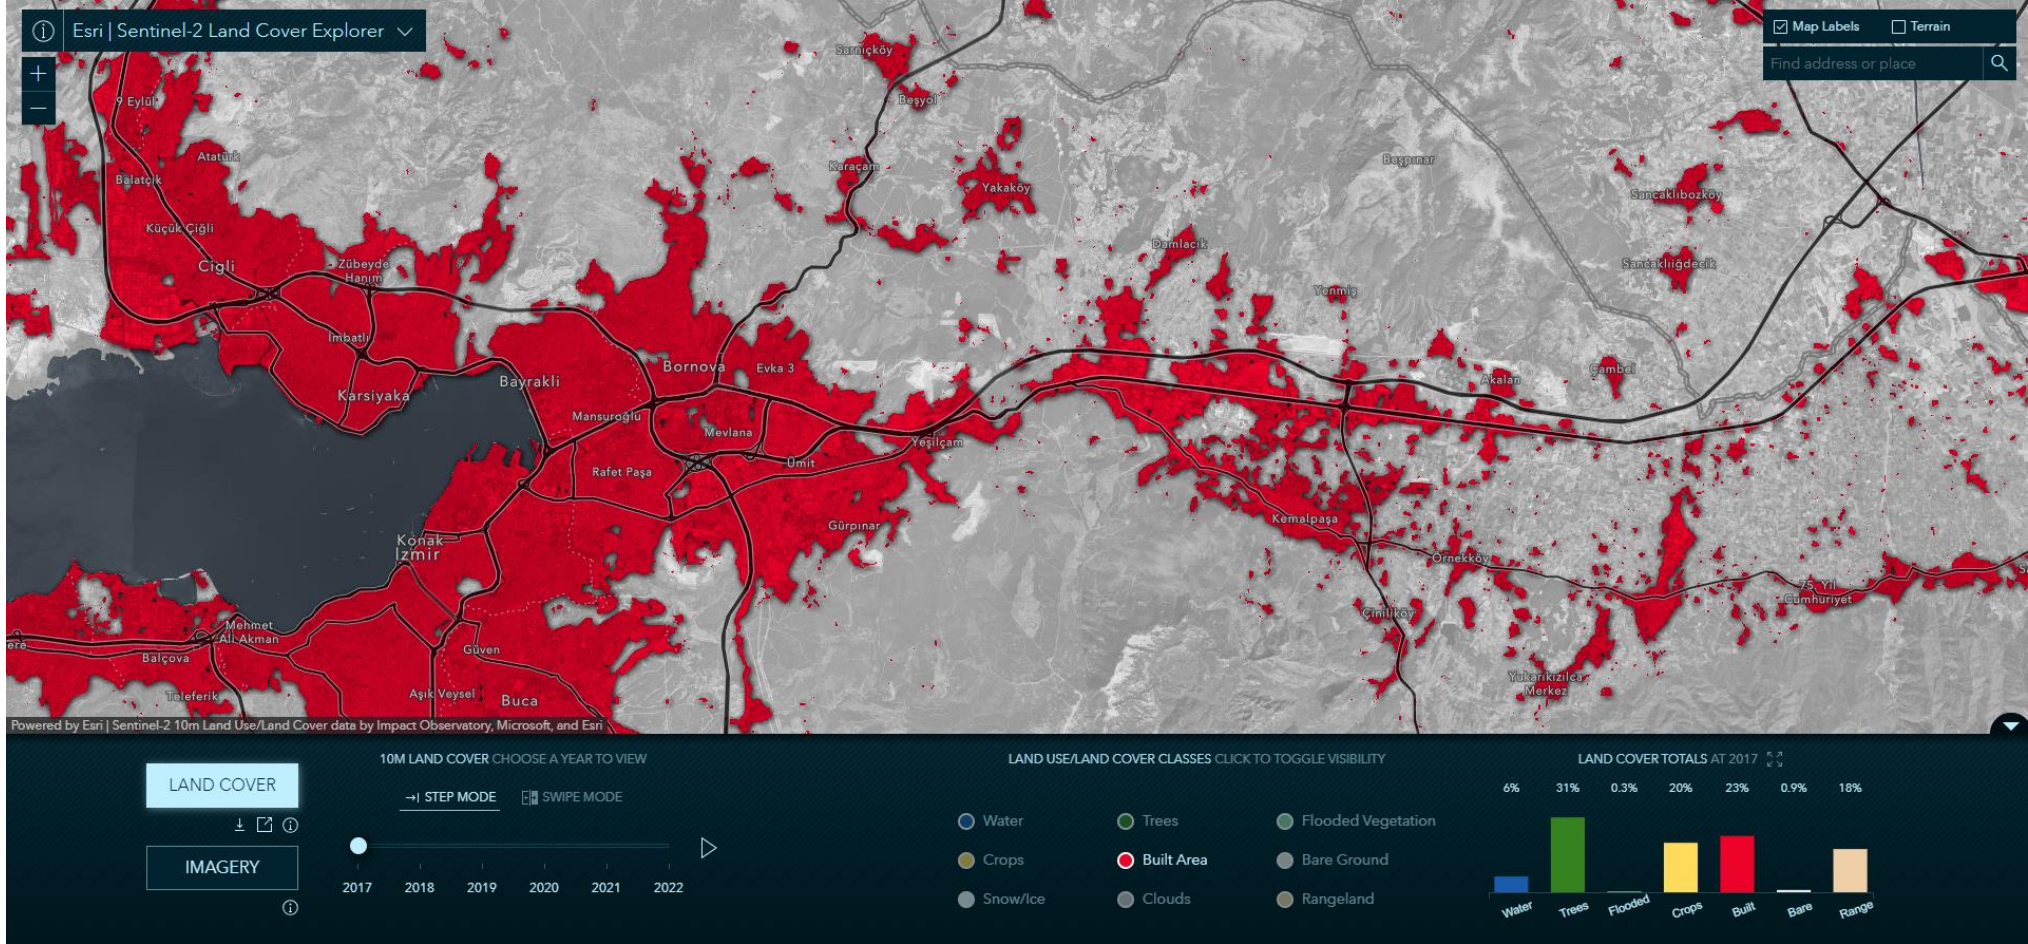 Esri | Sentinel-2 Land Cover Explorer
Map Labels
Terrain
Find address or place
+
−
Sarnıçköy
9 Eylül
Beşyol
Atatürk
Karaçam
Beşpınar
Balatçık
Yakaköy
Sancaklıbozköy
Küçük Çiğli
Damlacık
Cigli
Zübeyde
Hanım
Sancaklıiğdecik
Yenmiş
İmbatlı
Bornova
Evka 3
Çambel
Bayrakli
Akalan
Karsiyaka
Mansuroğlu
Mevlana
Yeşilçam
Ümit
Rafet Paşa
Kemalpaşa
Gürpınar
Konak
Izmir
Örnekköy
75. Yıl
Cumhuriyet
Çiniliköy
Mehmet
Ali Akman
ere
Güven
Balçova
Yukarıkızılca
Merkez
Teleferik
Aşık Veysel
Buca
Powered by Esri | Sentinel-2 10m Land Use/Land Cover data by Impact Observatory, Microsoft, and Esri
LAND COVER
IMAGERY
10M LAND COVER CHOOSE A YEAR TO VIEW
STEP MODE
SWIPE MODE
2017 2018 2019 2020 2021 2022
LAND USE/LAND COVER CLASSES CLICK TO TOGGLE VISIBILITY
Water Trees Flooded Vegetation
Crops Built Area Bare Ground
Snow/Ice Clouds Rangeland
LAND COVER TOTALS AT 2017
6% 31% 0.3% 20% 23% 0.9% 18%
Water Trees Flooded Crops Built Bare Range